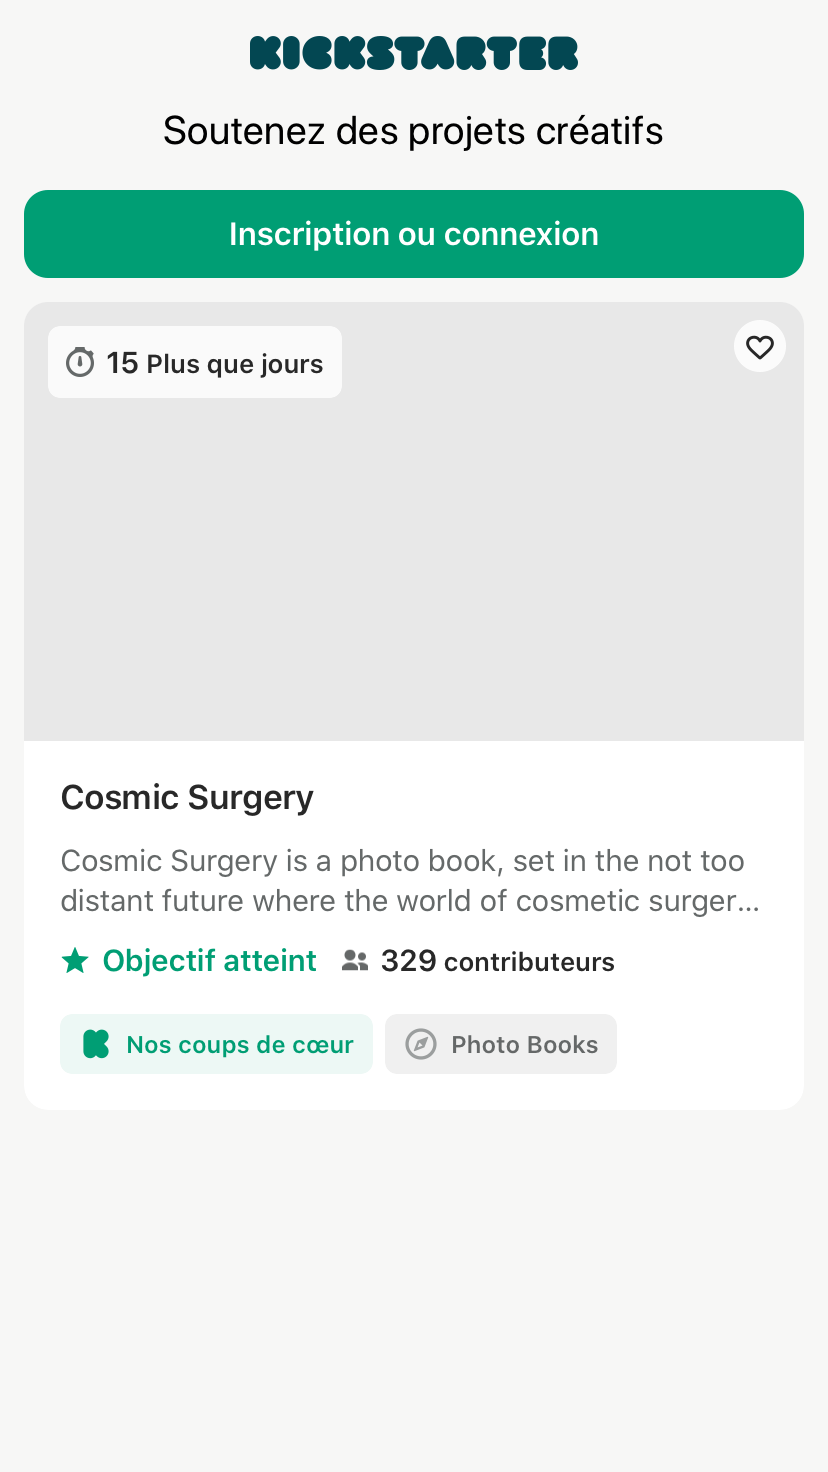 KICKSTARTER
Soutenez des projets créatifs
Inscription ou connexion
15 Plus que jours
Cosmic Surgery
Cosmic Surgery is a photo book, set in the not too
distant future where the world of cosmetic surger...
Objectif atteint 329 contributeurs
Nos coups de cœur Photo Books